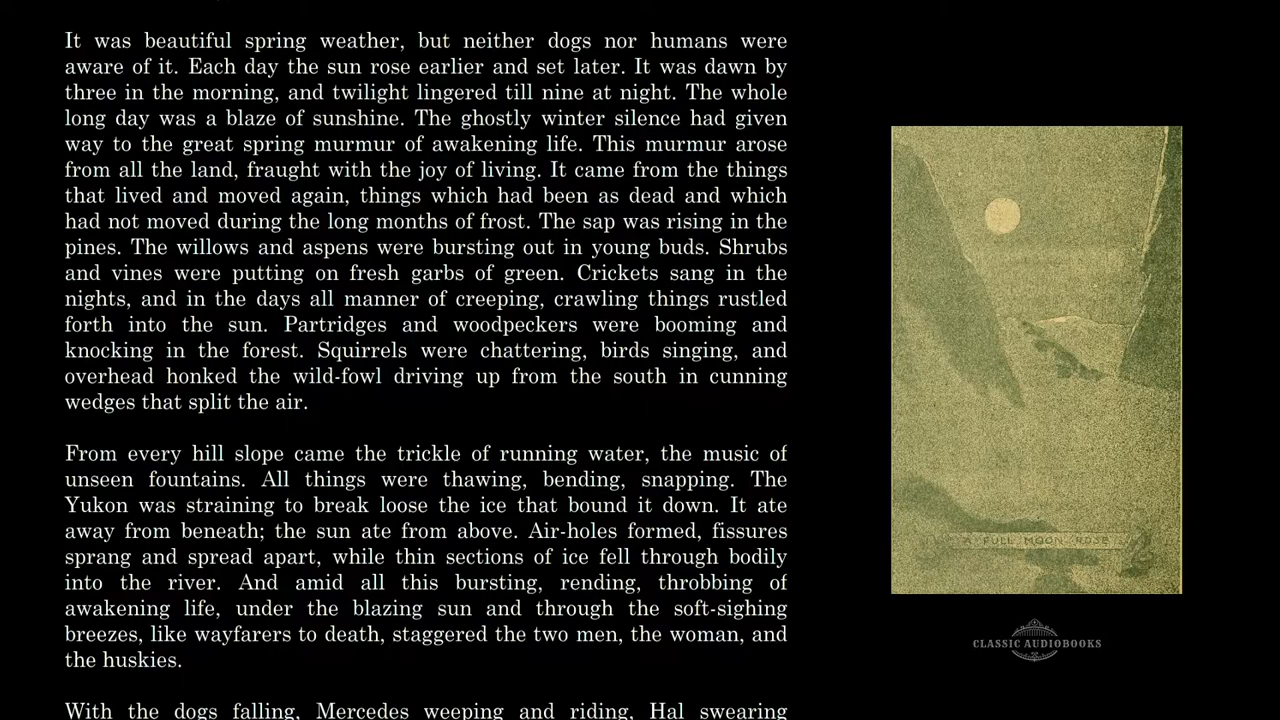 It was beautiful spring weather, but neither dogs nor humans were
aware of it. Each day the sun rose earlier and set later. It was dawn by
three in the morning, and twilight lingered till nine at night. The whole
long day was a blaze of sunshine. The ghostly winter silence had given
way to the great spring murmur of awakening life. This murmur arose
from all the land, fraught with the joy of living. It came from the things
that lived and moved again, things which had been as dead and which
had not moved during the long months of frost. The sap was rising in the
pines. The willows and aspens were bursting out in young buds. Shrubs
and vines were putting on fresh garbs of green. Crickets sang in the
nights, and in the days all manner of creeping, crawling things rustled
forth into the sun. Partridges and woodpeckers were booming and
knocking in the forest. Squirrels were chattering, birds singing, and
overhead honked the wild-fowl driving up from the south in cunning
wedges that split the air.
From every hill slope came the trickle of running water, the music of
unseen fountains. All things were thawing, bending, snapping. The
Yukon was straining to break loose the ice that bound it down. It ate
away from beneath; the sun ate from above. Air-holes formed, fissures
sprang and spread apart, while thin sections of ice fell through bodily
into the river. And amid all this bursting, rending, throbbing of
awakening life, under the blazing sun and through the soft-sighing
breezes, like wayfarers to death, staggered the two men, the woman, and
the huskies.
With the dogs falling, Mercedes weeping and riding, Hal swearing
A FULL MOON ROSE
CLASSIC AUDIOBOOKS